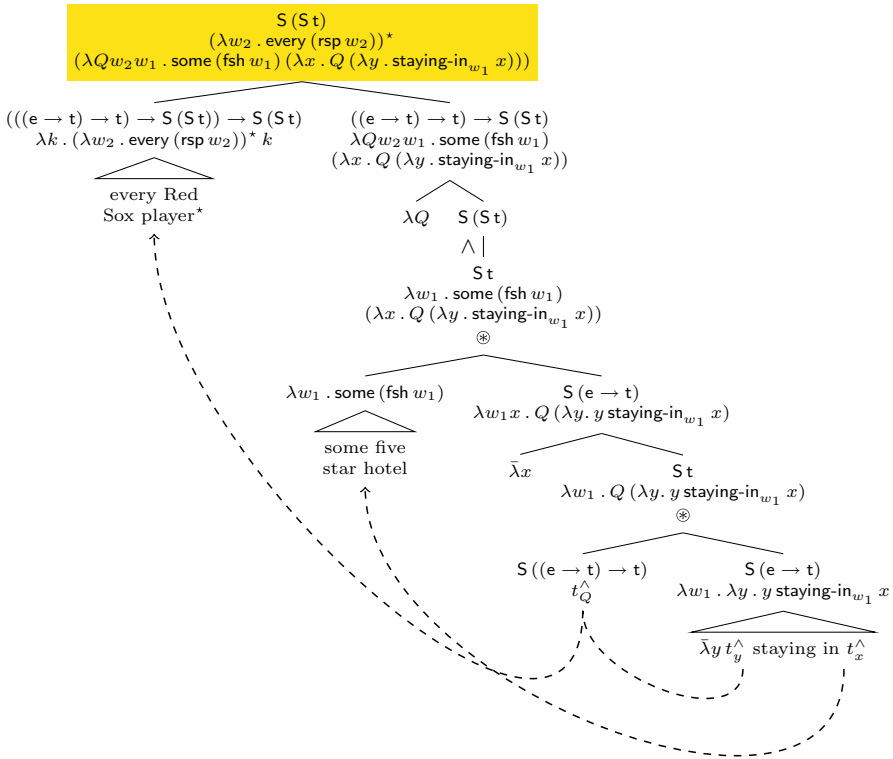 S (S t)
(λw₂ . every (rsp w₂))⋆
(λQw₂w₁ . some (fsh w₁) (λx . Q (λy . staying-in_w₁ x)))
(((e → t) → t) → S (S t)) → S (S t)
λk . (λw₂ . every (rsp w₂))⋆ k
((e → t) → t) → S (S t)
λQw₂w₁ . some (fsh w₁)
(λx . Q (λy . staying-in_w₁ x))
every Red
Sox player⋆
λQ
S (S t)
∧
S t
λw₁ . some (fsh w₁)
(λx . Q (λy . staying-in_w₁ x))
⊛
λw₁ . some (fsh w₁)
S (e → t)
λw₁x . Q (λy. y staying-in_w₁ x)
some five
star hotel
λ̄x
S t
λw₁ . Q (λy. y staying-in_w₁ x)
⊛
S ((e → t) → t)
t_Q^∧
S (e → t)
λw₁ . λy . y staying-in_w₁ x
λ̄y t_y^∧ staying in t_x^∧